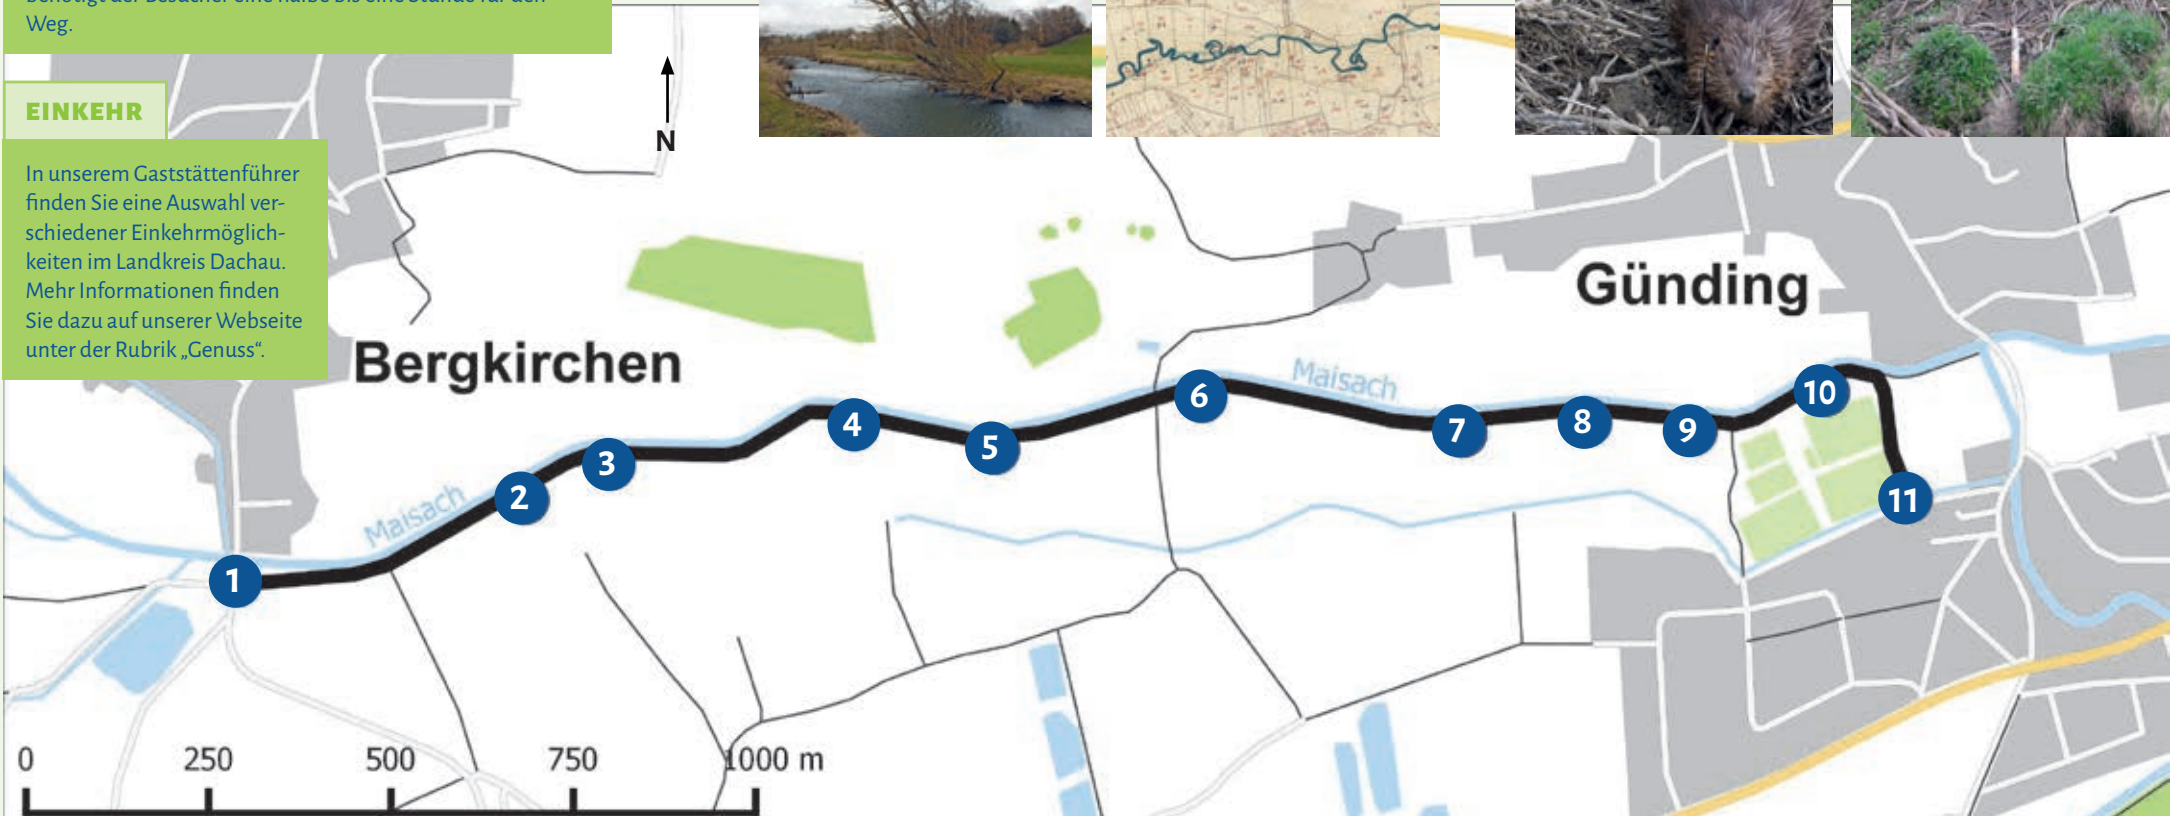 Weg.
EINKEHR
In unserem Gaststättenführer
finden Sie eine Auswahl ver-
schiedener Einkehrmöglich-
keiten im Landkreis Dachau.
Mehr Informationen finden
Sie dazu auf unserer Webseite
unter der Rubrik „Genuss“.
N
Günding
Bergkirchen
Maisach
Maisach
1
2
3
4
5
6
7
8
9
10
11
0 250 500 750 1000 m